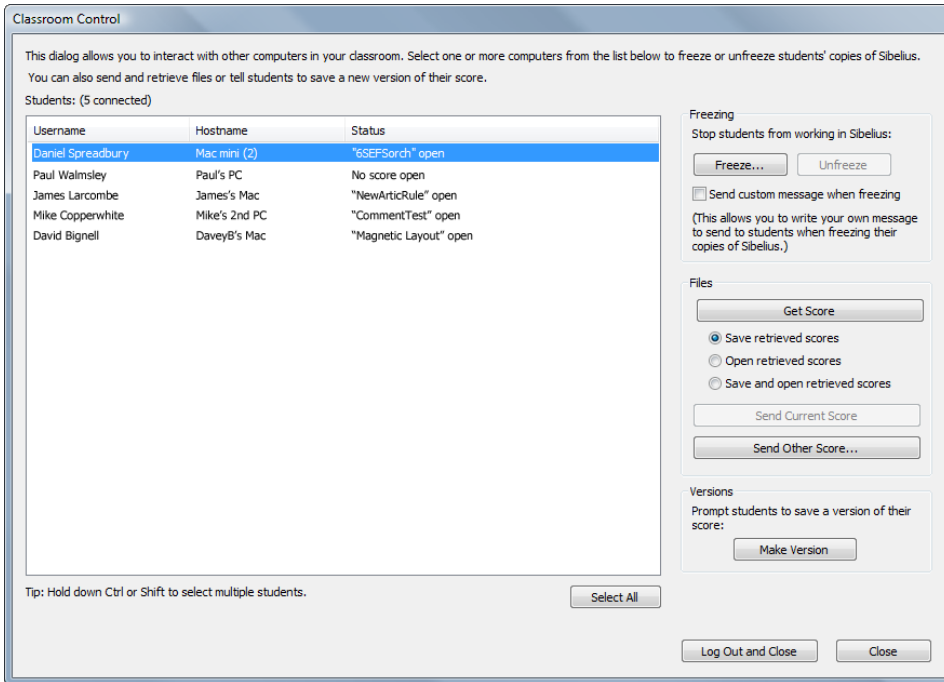 Classroom Control
This dialog allows you to interact with other computers in your classroom. Select one or more computers from the list below to freeze or unfreeze students' copies of Sibelius.
You can also send and retrieve files or tell students to save a new version of their score.
Students: (5 connected)
Username Hostname Status
Daniel Spreadbury Mac mini (2) "6SEFSorch" open
Paul Walmsley Paul's PC No score open
James Larcombe James's Mac "NewArticRule" open
Mike Copperwhite Mike's 2nd PC "CommentTest" open
David Bignell DaveyB's Mac "Magnetic Layout" open
Tip: Hold down Ctrl or Shift to select multiple students.
Select All
Freezing
Stop students from working in Sibelius:
Freeze... Unfreeze
Send custom message when freezing
(This allows you to write your own message
to send to students when freezing their
copies of Sibelius.)
Files
Get Score
Save retrieved scores
Open retrieved scores
Save and open retrieved scores
Send Current Score
Send Other Score...
Versions
Prompt students to save a version of their
score:
Make Version
Log Out and Close Close